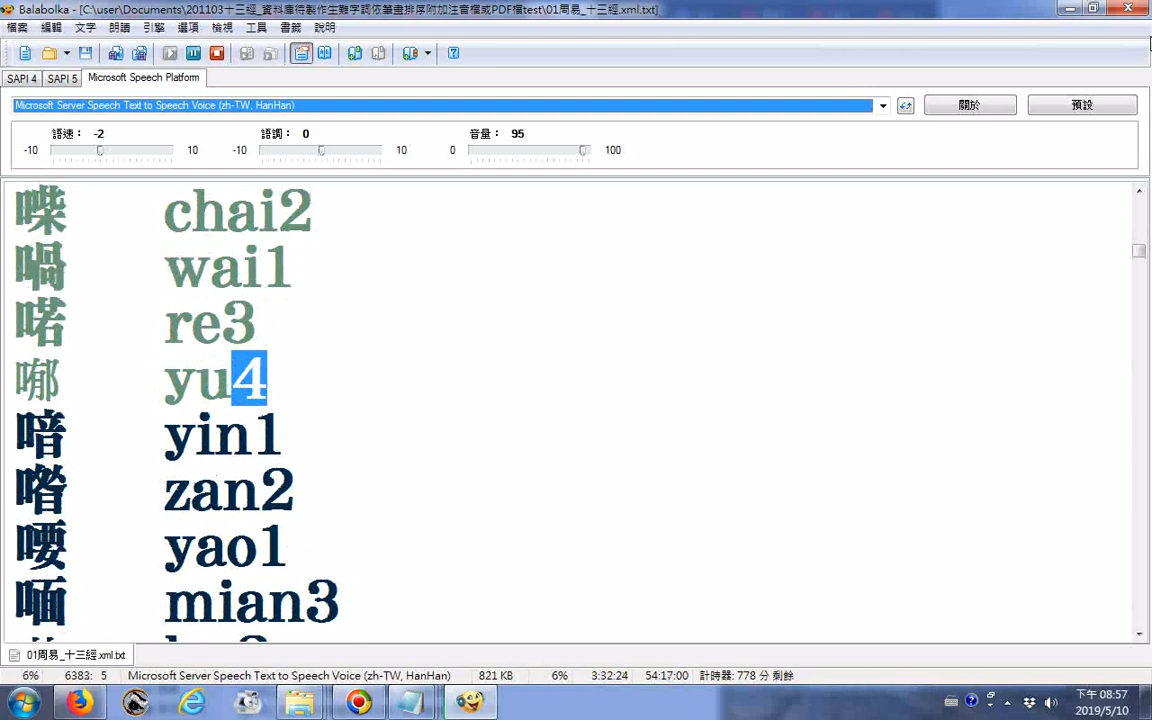 Balabolka - [C:\user\Documents\201103十三經_資料庫待製作生難字詞依筆畫排序附加注音檔或PDF檔test\01周易_十三經.xml.txt]
檔案 編輯 文字 朗讀 引擎 選項 檢視 工具 書籤 說明
SAPI 4 SAPI 5 Microsoft Speech Platform
Microsoft Server Speech Text to Speech Voice (zh-TW, HanHan) 關於 預設
語速： -2 語調： 0 音量： 95
-10 10 -10 10 0 100
喍 chai2
喎 wai1
喏 re3
喐 yu4
喑 yin1
喒 zan2
喓 yao1
喕 mian3
01周易_十三經.xml.txt
6% 6383: 5 Microsoft Server Speech Text to Speech Voice (zh-TW, HanHan) 821 KB 6% 3:32:24 54:17:00 計時器: 778 分 剩餘
下午 08:57
2019/5/10